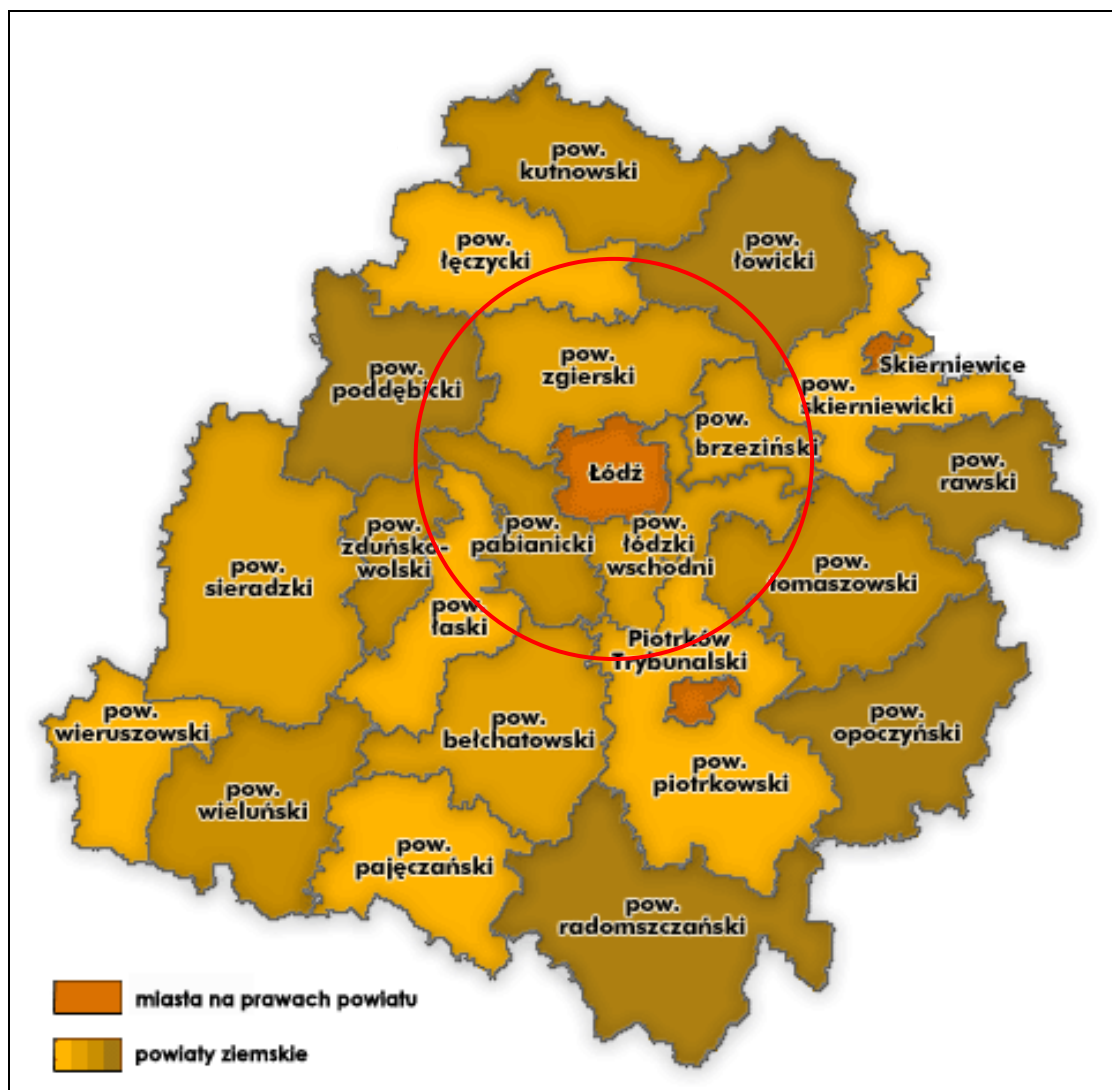 pow.
kutnowski
pow.
łęczycki
pow.
łowicki
Skierniewice
pow.
zgierski
pow.
poddębicki
pow.
skierniewicki
pow.
brzeziński
Łódź
pow.
rawski
pow.
zduńsko-
wolski
pow.
pabianicki
pow.
łódzki
wschodni
pow.
sieradzki
pow.
tomaszowski
pow.
łaski
Piotrków
Trybunalski
pow.
wieruszowski
pow.
bełchatowski
pow.
opoczyński
pow.
piotrkowski
pow.
wieluński
pow.
pajęczański
pow.
radomszczański
miasta na prawach powiatu
powiaty ziemskie